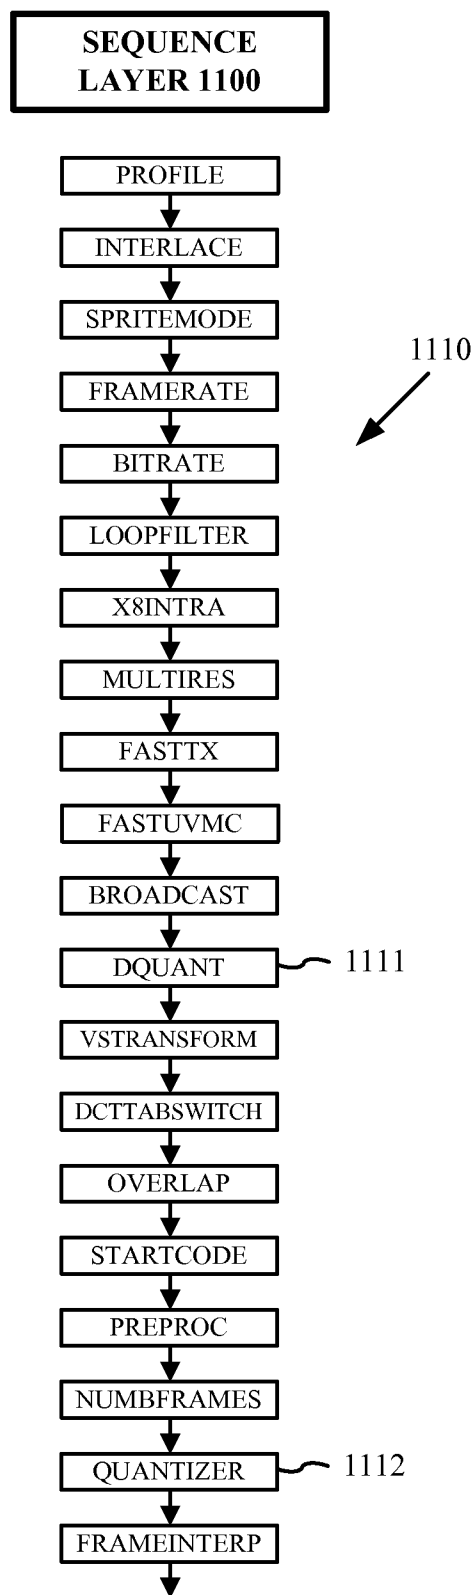 SEQUENCE
LAYER 1100
PROFILE
INTERLACE
SPRITEMODE
1110
FRAMERATE
BITRATE
LOOPFILTER
X8INTRA
MULTIRES
FASTTX
FASTUVMC
BROADCAST
DQUANT 1111
VSTRANSFORM
DCTTABSWITCH
OVERLAP
STARTCODE
PREPROC
NUMBFRAMES
QUANTIZER 1112
FRAMEINTERP